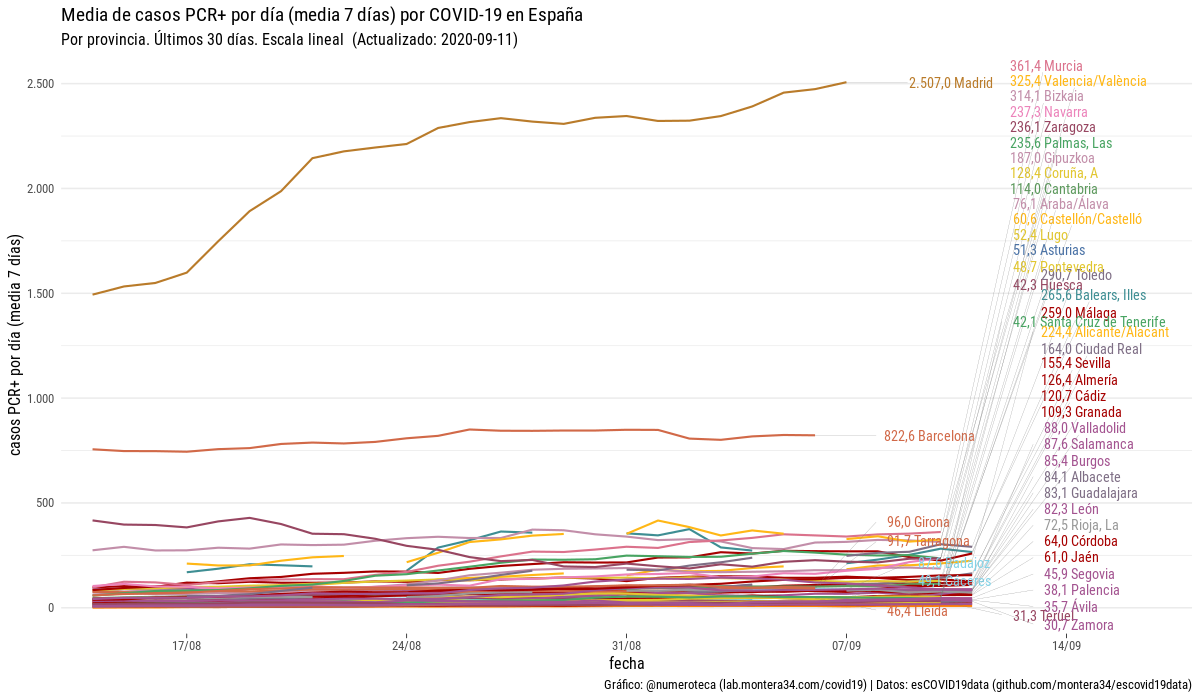 Media de casos PCR+ por día (media 7 días) por COVID-19 en España
Por provincia. Últimos 30 días. Escala lineal (Actualizado: 2020-09-11)
casos PCR+ por día (media 7 días)
2.500
2.000
1.500
1.000
500
0
2.507,0 Madrid
822,6 Barcelona
96,0 Girona
91,7 Tarragona
Badajoz
Cáceres
46,4 Lleida
361,4 Murcia
325,4 Valencia/València
314,1 Bizkaia
237,3 Navarra
236,1 Zaragoza
235,6 Palmas, Las
187,0 Gipuzkoa
128,4 Coruña, A
114,0 Cantabria
76,1 Araba/Álava
60,6 Castellón/Castelló
52,4 Lugo
51,3 Asturias
48,7 Pontevedra
290,7 Toledo
42,3 Huesca
265,6 Balears, Illes
259,0 Málaga
42,1 Santa Cruz de Tenerife
224,4 Alicante/Alacant
164,0 Ciudad Real
155,4 Sevilla
126,4 Almería
120,7 Cádiz
109,3 Granada
88,0 Valladolid
87,6 Salamanca
85,4 Burgos
84,1 Albacete
83,1 Guadalajara
82,3 León
72,5 Rioja, La
64,0 Córdoba
61,0 Jaén
45,9 Segovia
38,1 Palencia
35,7 Ávila
31,3 Teruel
30,7 Zamora
17/08
24/08
31/08
07/09
14/09
fecha
Gráfico: @numeroteca (lab.montera34.com/covid19) | Datos: esCOVID19data (github.com/montera34/escovid19data)